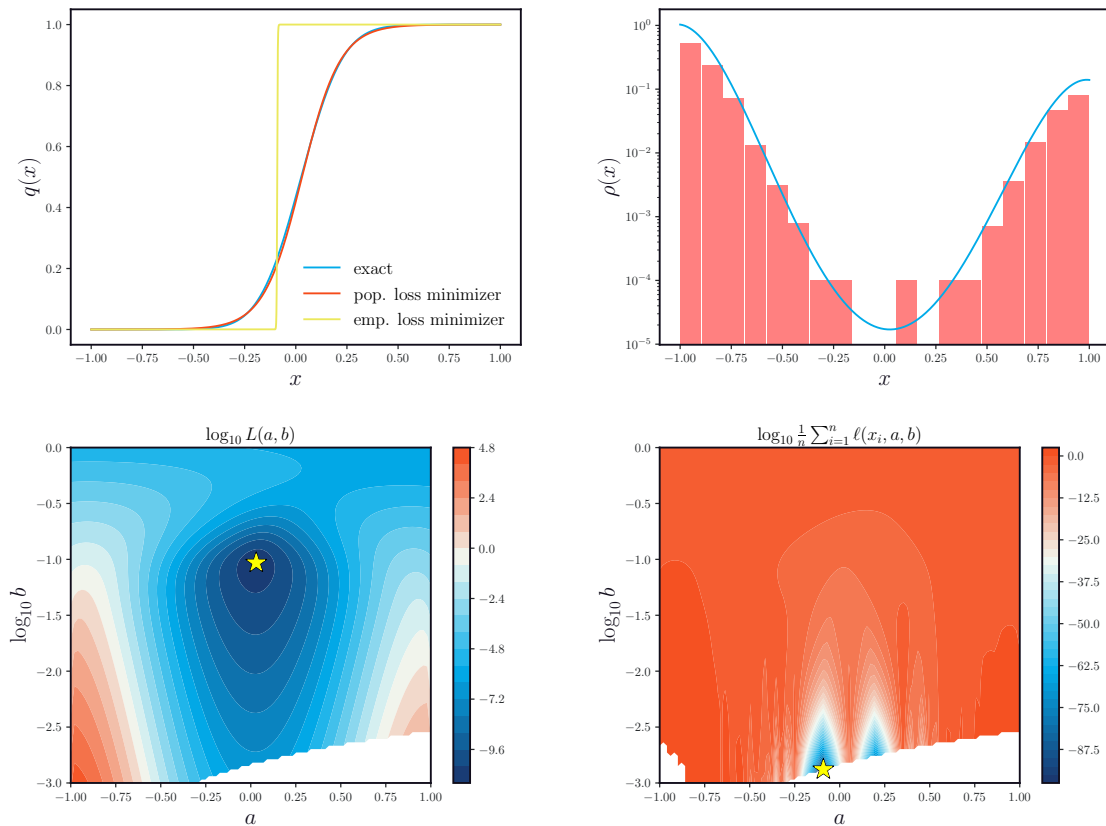 1.0
0.8
0.6
0.4
0.2
0.0
q(x)
exact
pop. loss minimizer
emp. loss minimizer
−1.00 −0.75 −0.50 −0.25 0.00 0.25 0.50 0.75 1.00
x
10⁰
10⁻¹
10⁻²
10⁻³
10⁻⁴
10⁻⁵
ρ(x)
−1.00 −0.75 −0.50 −0.25 0.00 0.25 0.50 0.75 1.00
x
log₁₀ L(a, b)
0.0
−0.5
−1.0
−1.5
−2.0
−2.5
−3.0
log₁₀ b
−1.00 −0.75 −0.50 −0.25 0.00 0.25 0.50 0.75 1.00
a
4.8
2.4
0.0
−2.4
−4.8
−7.2
−9.6
log₁₀ 1/n ∑ⁿᵢ₌₁ ℓ(xᵢ, a, b)
0.0
−0.5
−1.0
−1.5
−2.0
−2.5
−3.0
log₁₀ b
−1.00 −0.75 −0.50 −0.25 0.00 0.25 0.50 0.75 1.00
a
0.0
−12.5
−25.0
−37.5
−50.0
−62.5
−75.0
−87.5